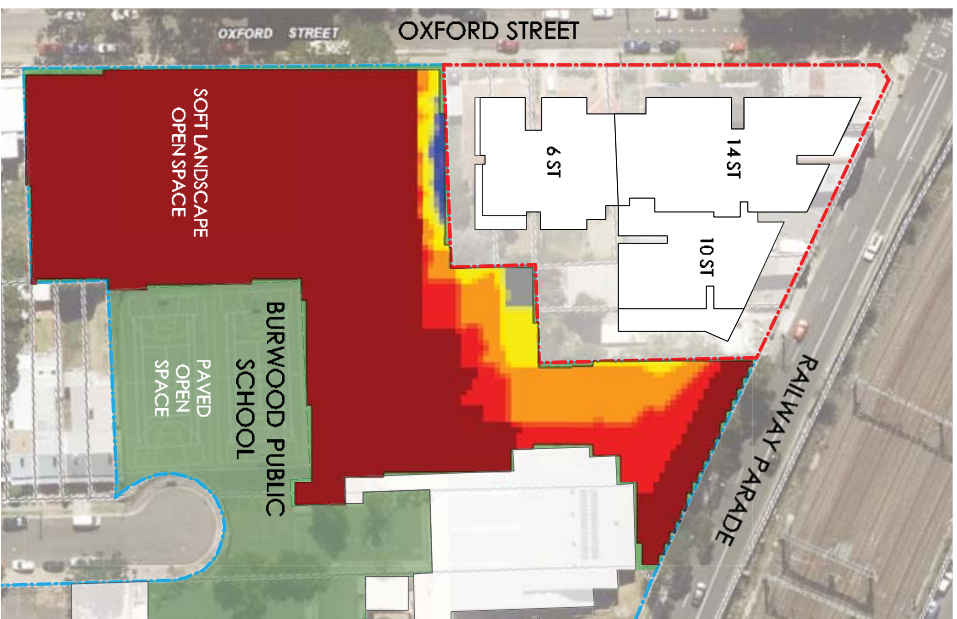 OXFORD STREET
OXFORD STREET
SOFT LANDSCAPE
OPEN SPACE
6 ST
14 ST
10 ST
BURWOOD PUBLIC
SCHOOL
PAVED
OPEN
SPACE
RAILWAY PARADE